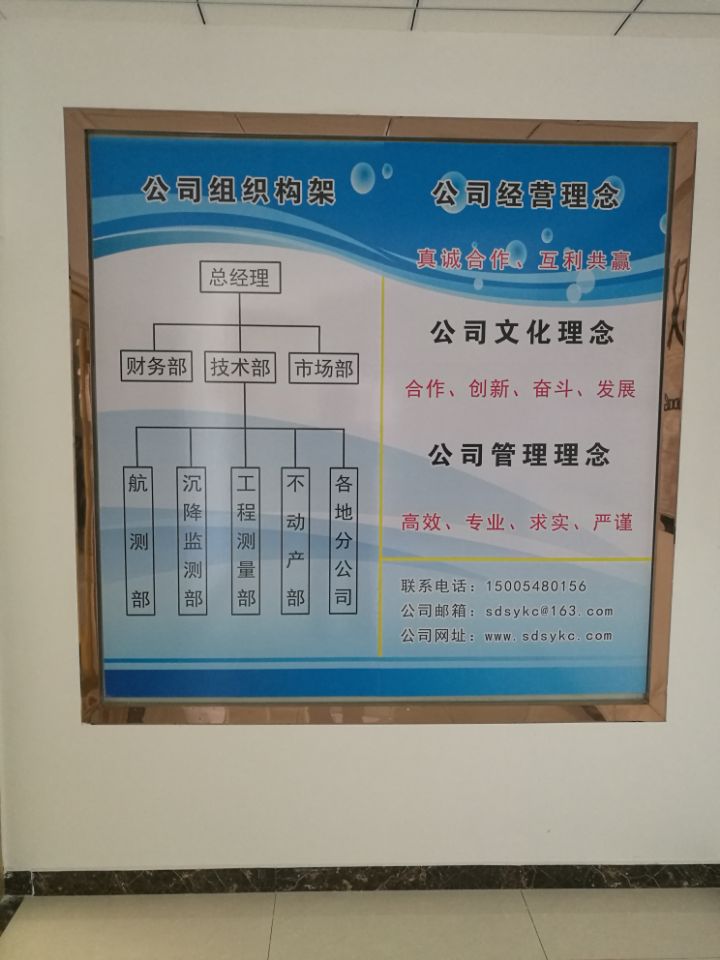 公司组织构架
总经理
财务部
技术部
市场部
航测部
沉降监测部
工程测量部
不动产部
各地分公司
公司经营理念
真诚合作、互利共赢
公司文化理念
合作、创新、奋斗、发展
公司管理理念
高效、专业、求实、严谨
联系电话：15005480156
公司邮箱：sdsykc@163.com
公司网址：www.sdsykc.com